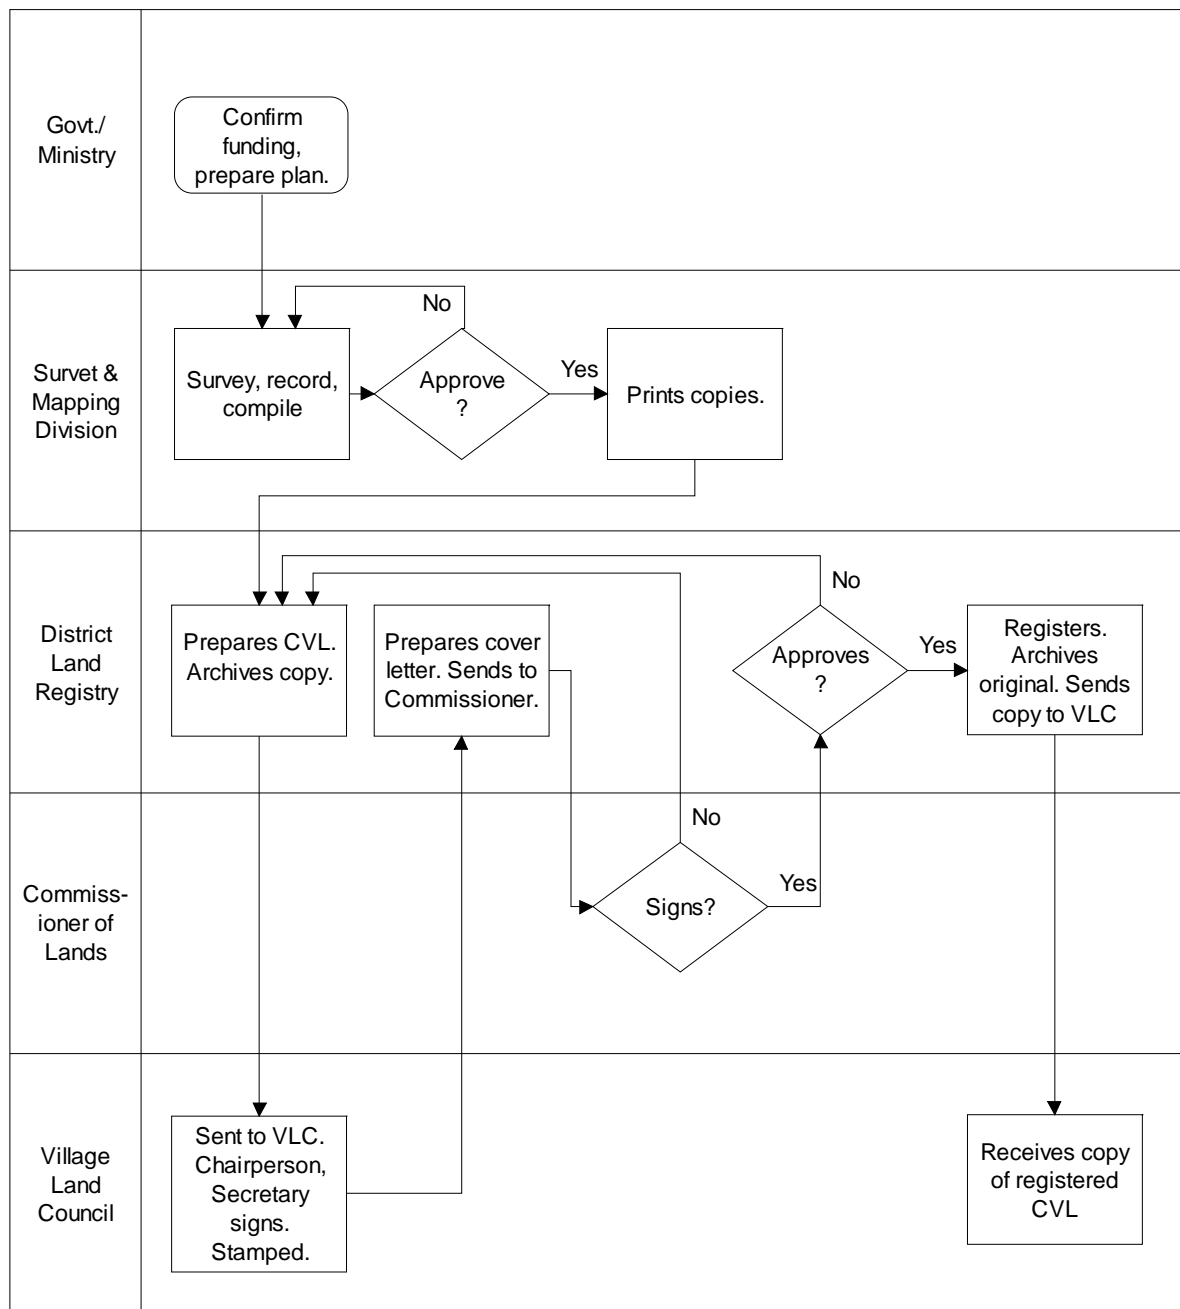 Govt./
Ministry
Confirm
funding,
prepare plan.
Survet &
Mapping
Division
No
Survey, record,
compile
Approve
?
Yes
Prints copies.
District
Land
Registry
Prepares CVL.
Archives copy.
Prepares cover
letter. Sends to
Commissioner.
No
Approves
?
Yes
Registers.
Archives
original. Sends
copy to VLC
Commiss-
ioner of
Lands
No
Signs?
Yes
Village
Land
Council
Sent to VLC.
Chairperson,
Secretary
signs.
Stamped.
Receives copy
of registered
CVL